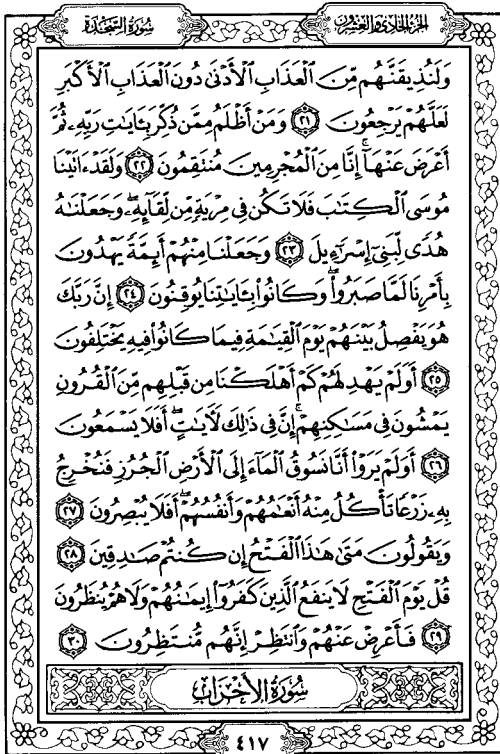 الجزء الحادي والعشرين
سُورَةُ السَّجْدَةِ
وَلَنُذِيقَنَّهُم مِّنَ ٱلْعَذَابِ ٱلْأَدْنَىٰ دُونَ ٱلْعَذَابِ ٱلْأَكْبَرِ
لَعَلَّهُمْ يَرْجِعُونَ ٢١ وَمَنْ أَظْلَمُ مِمَّن ذُكِّرَ بِـَٔايَـٰتِ رَبِّهِۦ ثُمَّ
أَعْرَضَ عَنْهَآ ۚ إِنَّا مِنَ ٱلْمُجْرِمِينَ مُنتَقِمُونَ ٢٢ وَلَقَدْ ءَاتَيْنَا
مُوسَى ٱلْكِتَـٰبَ فَلَا تَكُن فِى مِرْيَةٍ مِّن لِّقَآئِهِۦ ۖ وَجَعَلْنَـٰهُ
هُدًى لِّبَنِىٓ إِسْرَٰٓءِيلَ ٢٣ وَجَعَلْنَا مِنْهُمْ أَئِمَّةً يَهْدُونَ
بِأَمْرِنَا لَمَّا صَبَرُوا۟ ۖ وَكَانُوا۟ بِـَٔايَـٰتِنَا يُوقِنُونَ ٢٤ إِنَّ رَبَّكَ
هُوَ يَفْصِلُ بَيْنَهُمْ يَوْمَ ٱلْقِيَـٰمَةِ فِيمَا كَانُوا۟ فِيهِ يَخْتَلِفُونَ
٢٥ أَوَلَمْ يَهْدِ لَهُمْ كَمْ أَهْلَكْنَا مِن قَبْلِهِم مِّنَ ٱلْقُرُونِ
يَمْشُونَ فِى مَسَـٰكِنِهِمْ ۚ إِنَّ فِى ذَٰلِكَ لَـَٔايَـٰتٍ ۖ أَفَلَا يَسْمَعُونَ
٢٦ أَوَلَمْ يَرَوْا۟ أَنَّا نَسُوقُ ٱلْمَآءَ إِلَى ٱلْأَرْضِ ٱلْجُرُزِ فَنُخْرِجُ
بِهِۦ زَرْعًا تَأْكُلُ مِنْهُ أَنْعَـٰمُهُمْ وَأَنفُسُهُمْ ۖ أَفَلَا يُبْصِرُونَ ٢٧
وَيَقُولُونَ مَتَىٰ هَـٰذَا ٱلْفَتْحُ إِن كُنتُمْ صَـٰدِقِينَ ٢٨
قُلْ يَوْمَ ٱلْفَتْحِ لَا يَنفَعُ ٱلَّذِينَ كَفَرُوٓا۟ إِيمَـٰنُهُمْ وَلَا هُمْ يُنظَرُونَ
٢٩ فَأَعْرِضْ عَنْهُمْ وَٱنتَظِرْ إِنَّهُم مُّنتَظِرُونَ ٣٠
سُورَةُ الأَحْزَابِ
٤١٧